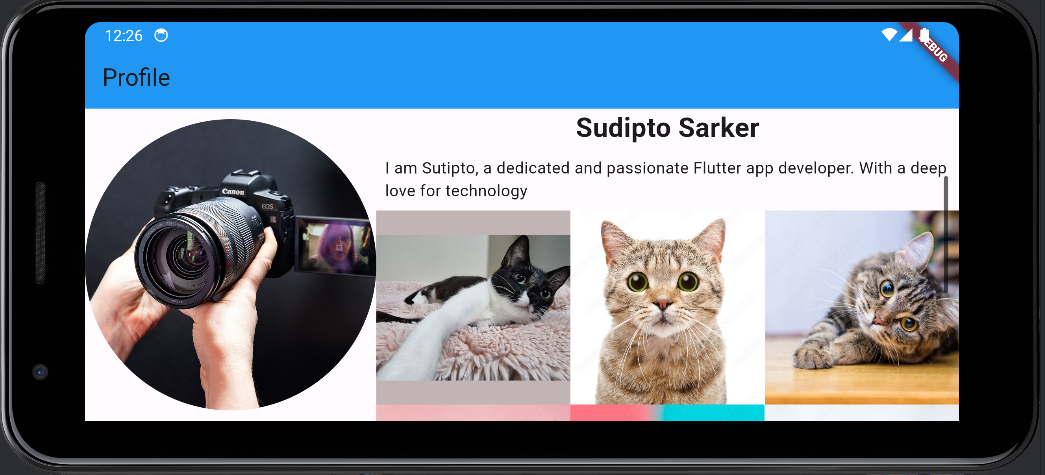 12:26
DEBUG
Profile
Canon
EOS
R
Sudipto Sarker
I am Sutipto, a dedicated and passionate Flutter app developer. With a deep
love for technology